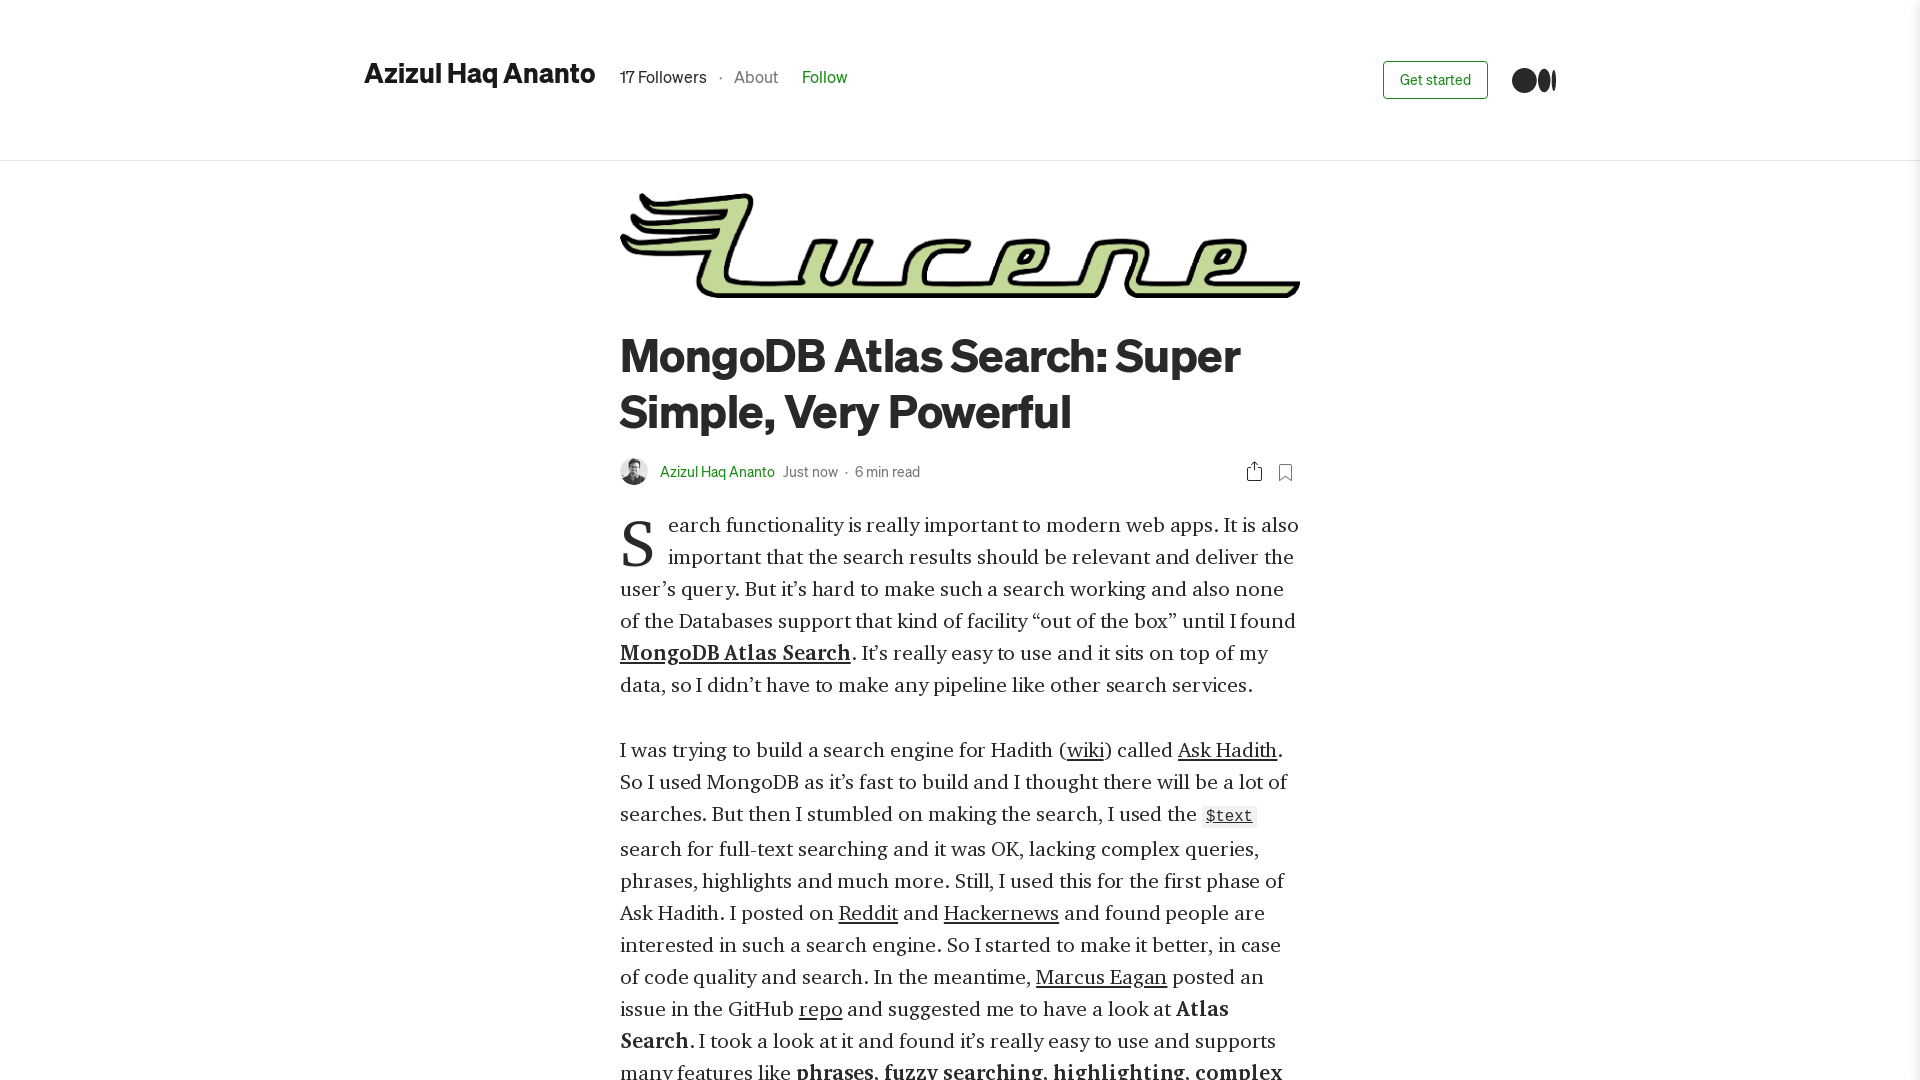 Azizul Haq Ananto 17 Followers · About Follow Get started
Lucene
MongoDB Atlas Search: Super
Simple, Very Powerful
Azizul Haq Ananto Just now · 6 min read
Search functionality is really important to modern web apps. It is also
important that the search results should be relevant and deliver the
user’s query. But it’s hard to make such a search working and also none
of the Databases support that kind of facility “out of the box” until I found
MongoDB Atlas Search. It’s really easy to use and it sits on top of my
data, so I didn’t have to make any pipeline like other search services.
I was trying to build a search engine for Hadith (wiki) called Ask Hadith.
So I used MongoDB as it’s fast to build and I thought there will be a lot of
searches. But then I stumbled on making the search, I used the $text
search for full-text searching and it was OK, lacking complex queries,
phrases, highlights and much more. Still, I used this for the first phase of
Ask Hadith. I posted on Reddit and Hackernews and found people are
interested in such a search engine. So I started to make it better, in case
of code quality and search. In the meantime, Marcus Eagan posted an
issue in the GitHub repo and suggested me to have a look at Atlas
Search. I took a look at it and found it’s really easy to use and supports
many features like phrases, fuzzy searching, highlighting, complex